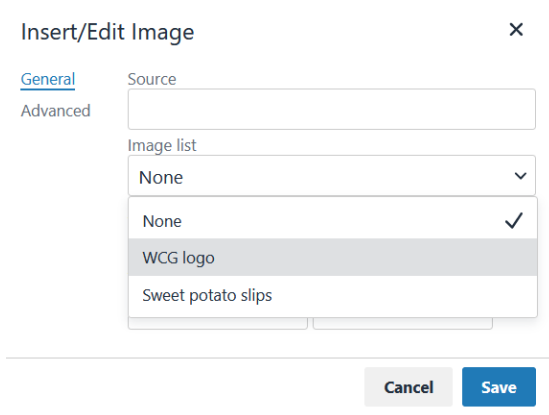 Insert/Edit Image
General
Source
Advanced
Image list
None
None
WCG logo
Sweet potato slips
Cancel
Save